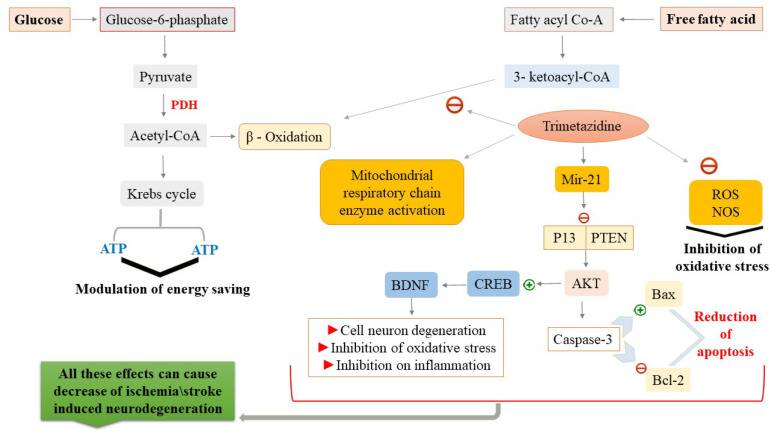 Glucose
Glucose-6-phasphate
Fatty acyl Co-A
Free fatty acid
Pyruvate
3- ketoacyl-CoA
PDH
Acetyl-CoA
β - Oxidation
Trimetazidine
Mitochondrial
respiratory chain
enzyme activation
Mir-21
ROS
NOS
Krebs cycle
P13
PTEN
ATP
ATP
Inhibition of
oxidative stress
Modulation of energy saving
BDNF
CREB
AKT
Bax
Cell neuron degeneration
Inhibition of oxidative stress
Inhibition on inflammation
Caspase-3
Reduction
of
apoptosis
Bcl-2
All these effects can cause
decrease of ischemia\stroke
induced neurodegeneration